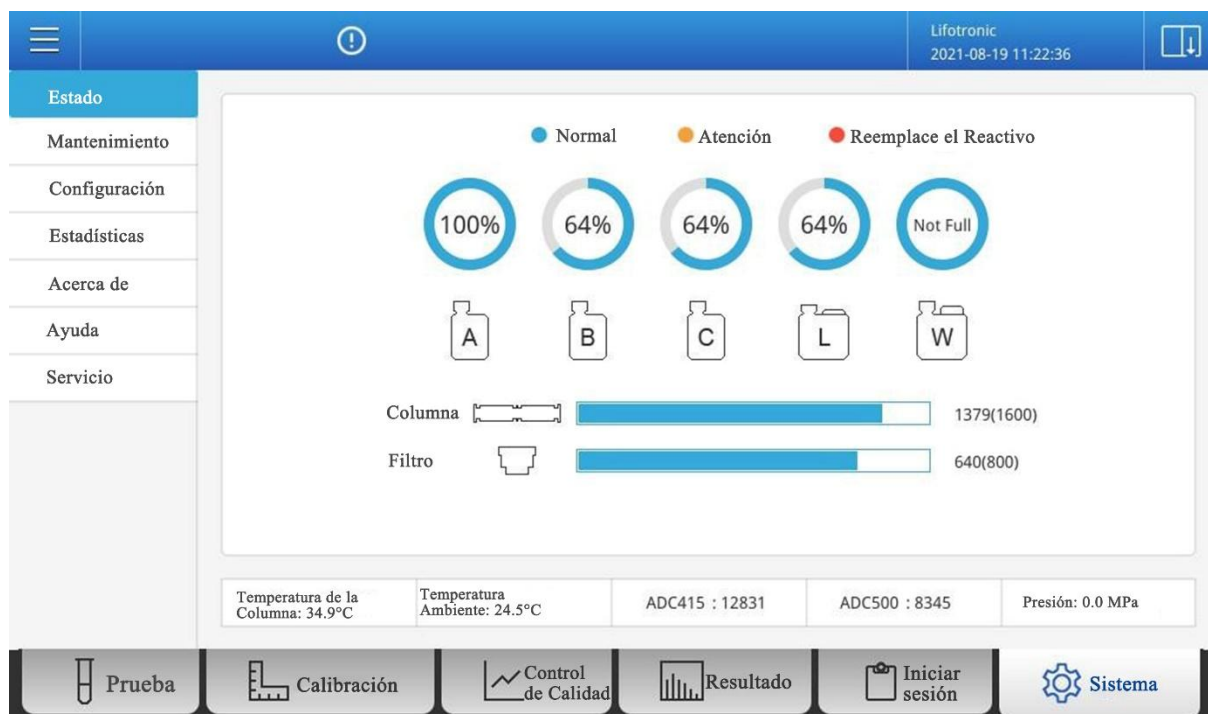 Lifotronic
2021-08-19 11:22:36
Estado
Mantenimiento
Configuración
Estadísticas
Acerca de
Ayuda
Servicio
Normal
Atención
Reemplace el Reactivo
100%
64%
64%
64%
Not Full
A
B
C
L
W
Columna
1379(1600)
Filtro
640(800)
Temperatura de la
Columna: 34.9°C
Temperatura
Ambiente: 24.5°C
ADC415 : 12831
ADC500 : 8345
Presión: 0.0 MPa
Prueba
Calibración
Control
de Calidad
Resultado
Iniciar
sesión
Sistema